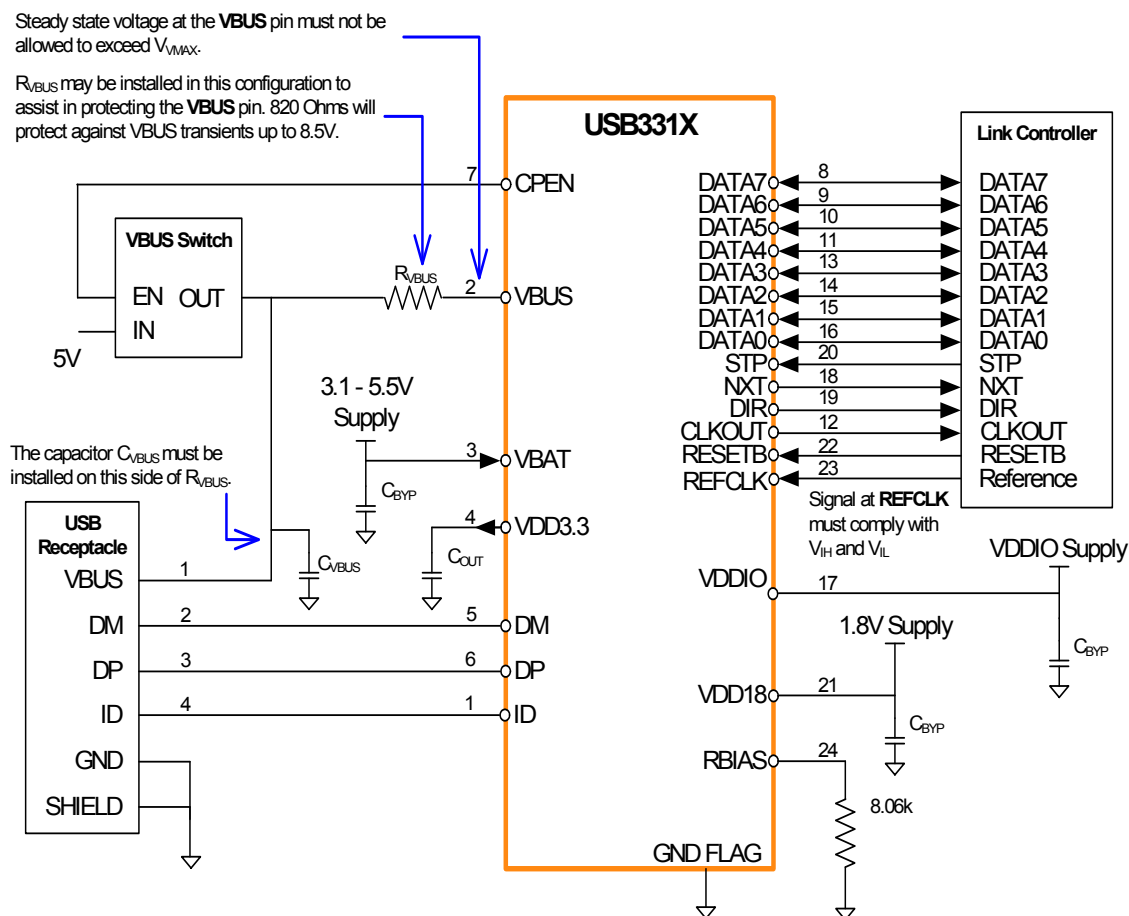 Steady state voltage at the VBUS pin must not be
allowed to exceed VVMAX.
RVBUS may be installed in this configuration to
assist in protecting the VBUS pin. 820 Ohms will
protect against VBUS transients up to 8.5V.
USB331X
Link Controller
7
CPEN
VBUS Switch
EN OUT
IN
5V
RVBUS
2
VBUS
3.1 - 5.5V
Supply
3
VBAT
CBYP
4
VDD3.3
COUT
The capacitor CVBUS must be
installed on this side of RVBUS.
CVBUS
USB
Receptacle
VBUS 1
DM 2 5 DM
DP 3 6 DP
ID 4 1 ID
GND
SHIELD
DATA7 8 DATA7
DATA6 9 DATA6
DATA5 10 DATA5
DATA4 11 DATA4
DATA3 13 DATA3
DATA2 14 DATA2
DATA1 15 DATA1
DATA0 16 DATA0
STP 20 STP
NXT 18 NXT
DIR 19 DIR
CLKOUT 12 CLKOUT
RESETB 22 RESETB
REFCLK 23 Reference
Signal at REFCLK
must comply with
VIH and VIL
VDDIO Supply
VDDIO 17
CBYP
1.8V Supply
VDD18 21
CBYP
RBIAS 24
8.06k
GND FLAG